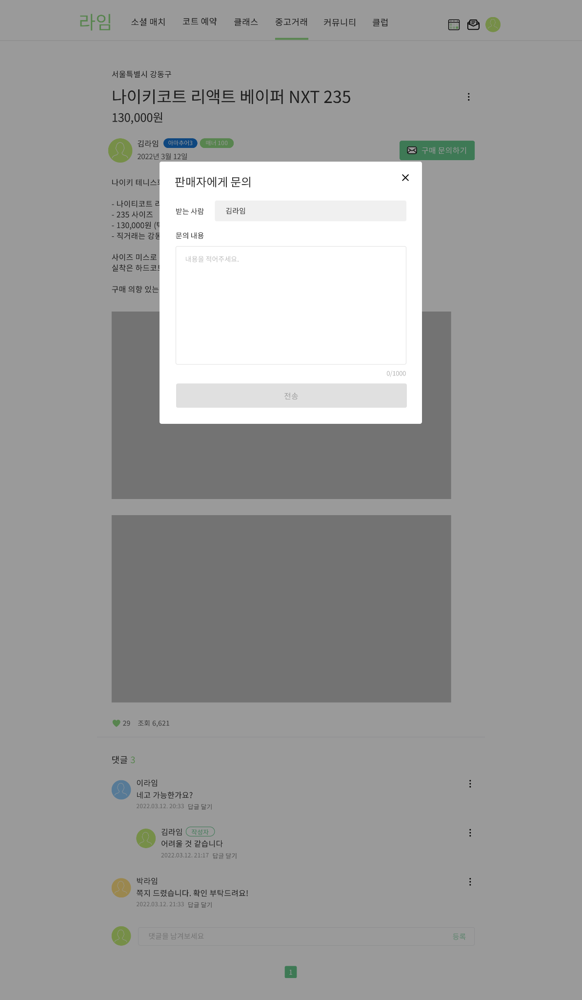 라임
소셜 매치
코트 예약
클래스
중고거래
커뮤니티
클럽
서울특별시 강동구
나이키코트 리액트 베이퍼 NXT 235
130,000원
김라임
아마추어3
매너 100
2022년 3월 12일
구매 문의하기
나이키 테니스
- 나이티코트
- 235 사이즈
- 130,000원
- 직거래는 강동
사이즈 미스로
실착은 하드코트
구매 의향 있는
판매자에게 문의
받는 사람
김라임
문의 내용
내용을 적어주세요.
0/1000
전송
29
조회 6,621
댓글 3
이라임
네고 가능한가요?
2022.03.12. 20:33 답글 달기
김라임
작성자
어려울 것 같습니다
2022.03.12. 21:17 답글 달기
박라임
쪽지 드렸습니다. 확인 부탁드려요!
2022.03.12. 21:33 답글 달기
댓글을 남겨보세요
등록
1